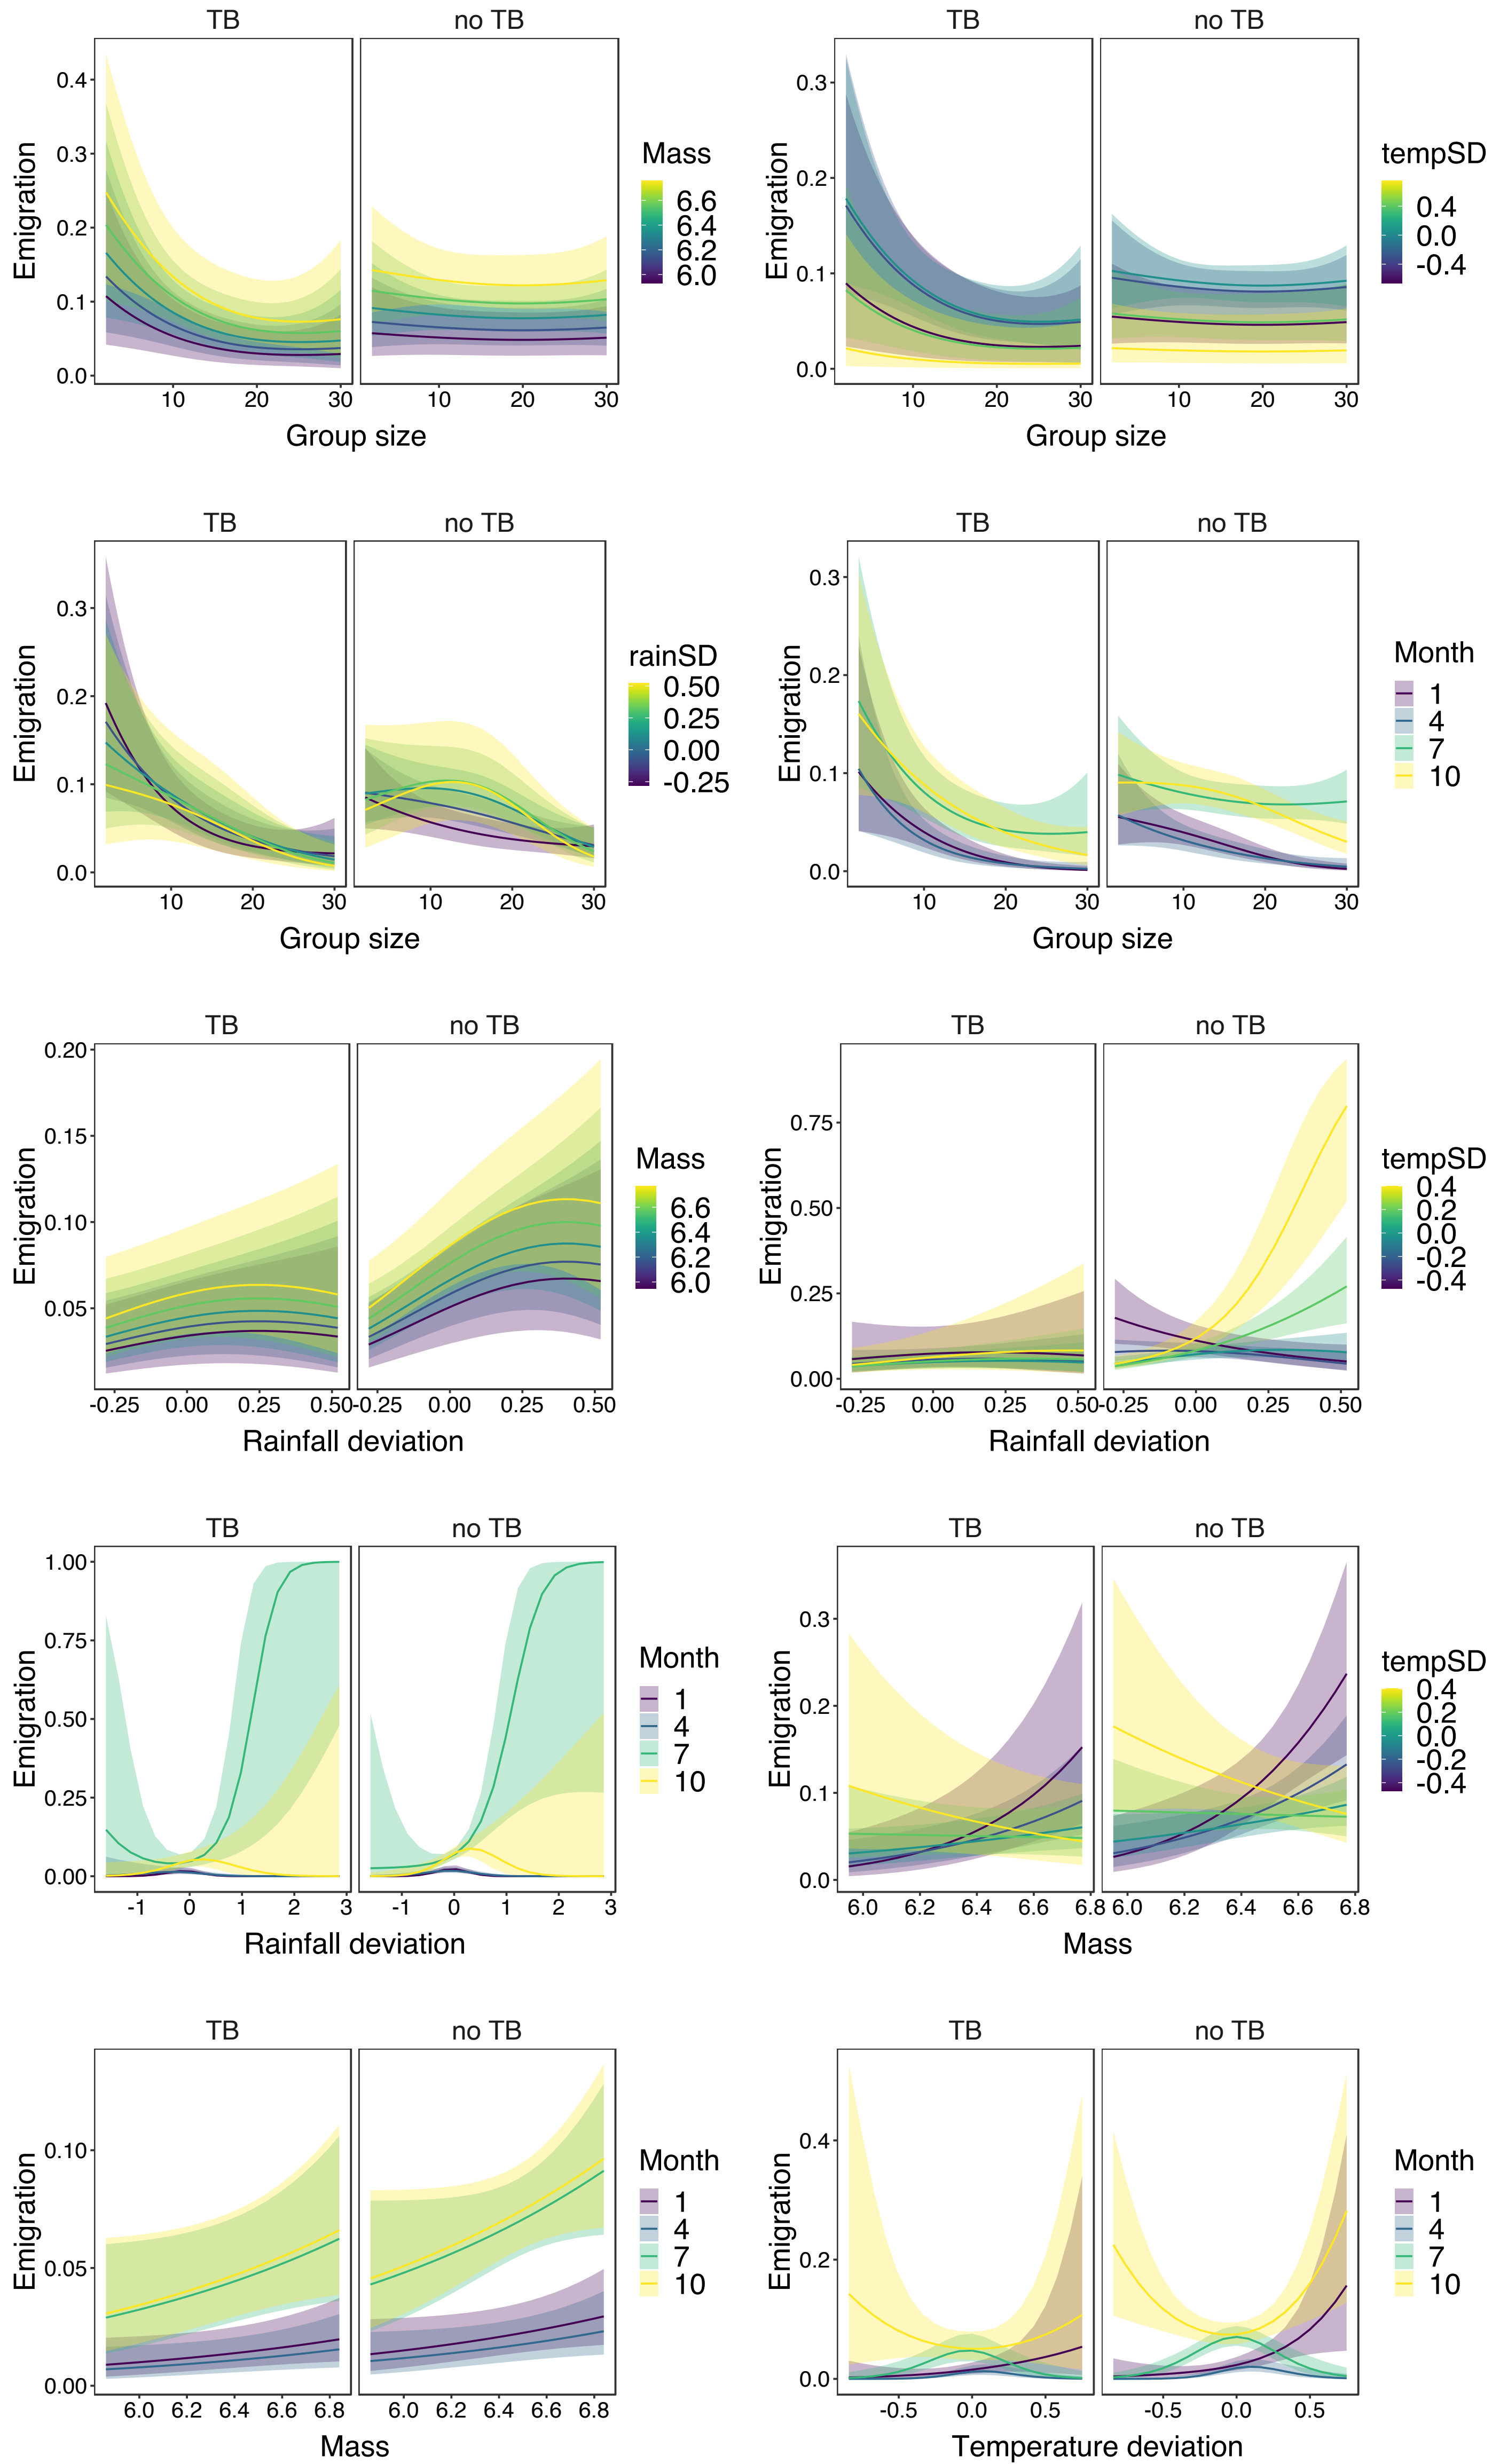 TB no TB
Emigration
0.4
0.3
0.2
0.1
0.0
10 20 30 10 20 30
Group size
Mass
6.6
6.4
6.2
6.0
TB no TB
Emigration
0.3
0.2
0.1
0.0
10 20 30 10 20 30
Group size
tempSD
0.4
0.0
-0.4
TB no TB
Emigration
0.3
0.2
0.1
0.0
10 20 30 10 20 30
Group size
rainSD
0.50
0.25
0.00
-0.25
TB no TB
Emigration
0.3
0.2
0.1
0.0
10 20 30 10 20 30
Group size
Month
1
4
7
10
TB no TB
Emigration
0.20
0.15
0.10
0.05
-0.25 0.00 0.25 0.50 -0.25 0.00 0.25 0.50
Rainfall deviation
Mass
6.6
6.4
6.2
6.0
TB no TB
Emigration
0.75
0.50
0.25
0.00
-0.25 0.00 0.25 0.50 -0.25 0.00 0.25 0.50
Rainfall deviation
tempSD
0.4
0.2
0.0
-0.2
-0.4
TB no TB
Emigration
1.00
0.75
0.50
0.25
0.00
-1 0 1 2 3 -1 0 1 2 3
Rainfall deviation
Month
1
4
7
10
TB no TB
Emigration
0.3
0.2
0.1
0.0
6.0 6.2 6.4 6.6 6.8 6.0 6.2 6.4 6.6 6.8
Mass
tempSD
0.4
0.2
0.0
-0.2
-0.4
TB no TB
Emigration
0.10
0.05
0.00
6.0 6.2 6.4 6.6 6.8 6.0 6.2 6.4 6.6 6.8
Mass
Month
1
4
7
10
TB no TB
Emigration
0.4
0.2
0.0
-0.5 0.0 0.5 -0.5 0.0 0.5
Temperature deviation
Month
1
4
7
10